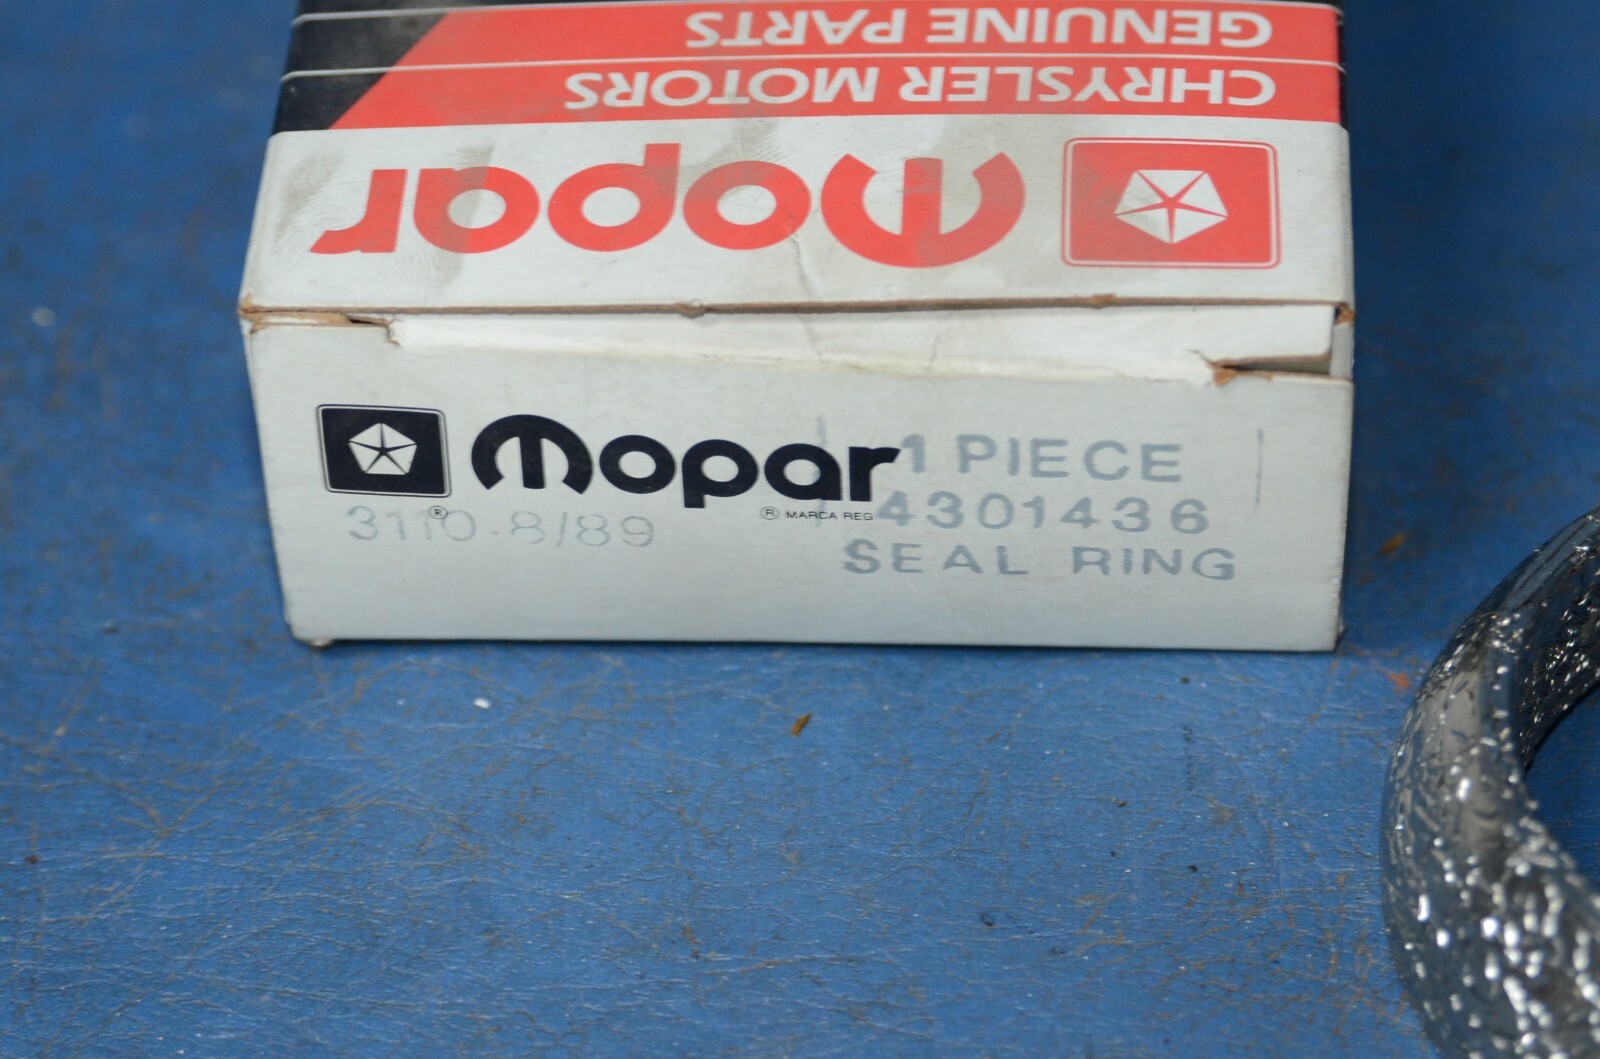 GENUINE PARTS
CHRYSLER MOTORS
mopar
mopar
® ® MARCA REG.
1 PIECE
4301436
SEAL RING
3110-8/89